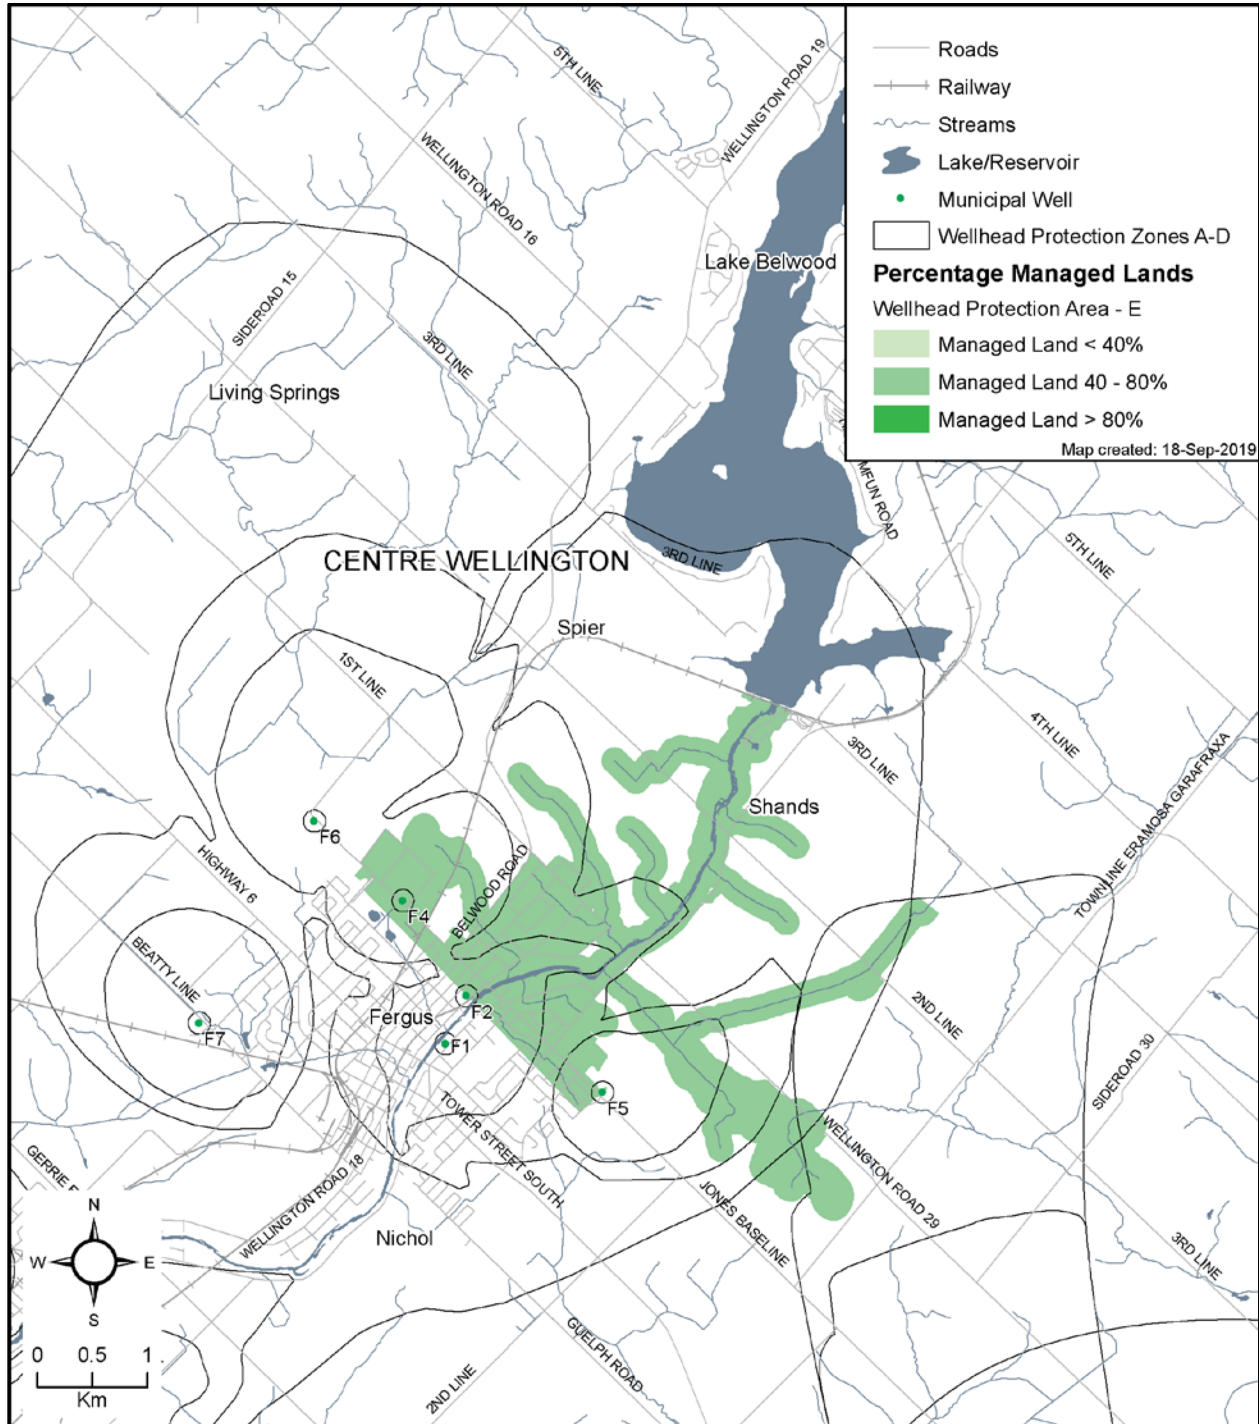 Roads
Railway
Streams
Lake/Reservoir
Municipal Well
Wellhead Protection Zones A-D
Percentage Managed Lands
Wellhead Protection Area - E
Managed Land < 40%
Managed Land 40 - 80%
Managed Land > 80%
Map created: 18-Sep-2019
5TH LINE
WELLINGTON ROAD 19
WELLINGTON ROAD 16
Lake Belwood
SIDEROAD 15
3RD LINE
Living Springs
ROAD
CENTRE WELLINGTON
3RD LINE
5TH LINE
Spier
1ST LINE
4TH LINE
3RD LINE
TOWNLINE ERAMOSA GARAFRAXA
Shands
F6
HIGHWAY 6
BELWOOD ROAD
F4
BEATTY LINE
2ND LINE
F2
Fergus
F7
F1
SIDEROAD 30
F5
TOWER STREET SOUTH
WELLINGTON ROAD 29
GERRIE
WELLINGTON ROAD 18
JONES BASELINE
Nichol
3RD LINE
N
W E
S
GUELPH ROAD
2ND LINE
0 0.5 1
Km